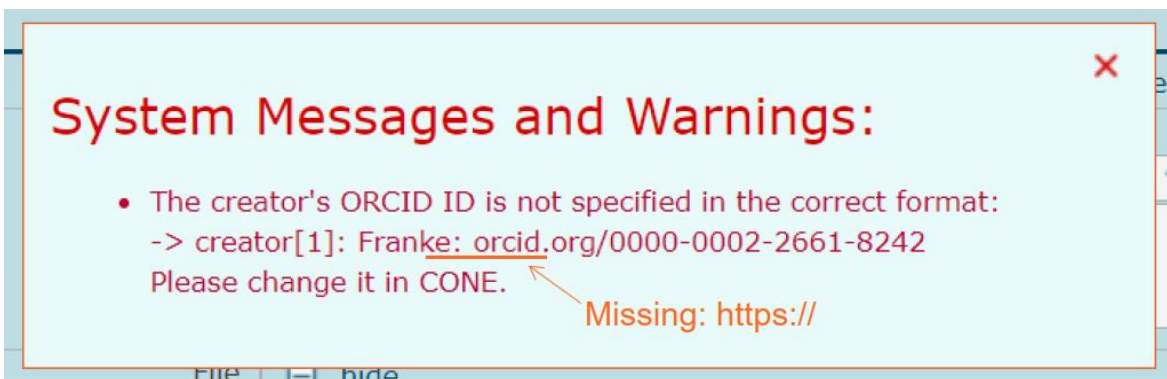 System Messages and Warnings:
• The creator's ORCID ID is not specified in the correct format:
-> creator[1]: Franke: orcid.org/0000-0002-2661-8242
Please change it in CONE.
Missing: https://
hide